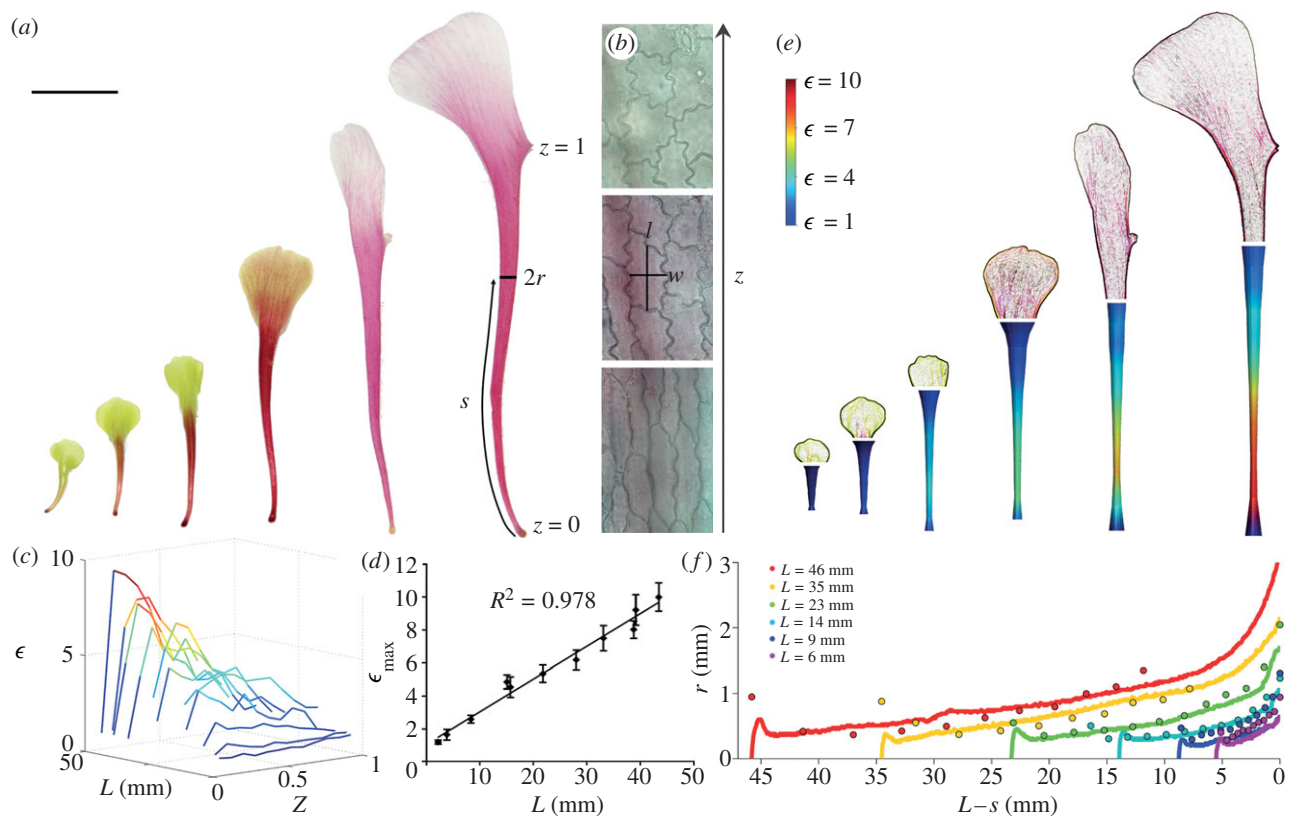 (a)
z = 1
2r
s
z = 0
(b)
l
w
z
(e)
ϵ = 10
ϵ = 7
ϵ = 4
ϵ = 1
(c)
10
5
0
ϵ
50
L (mm)
0
0.5
1
Z
(d)
12
10
8
6
4
2
0
ϵmax
R² = 0.978
10
20
30
40
50
L (mm)
(f)
3
2
1
0
r (mm)
L = 46 mm
L = 35 mm
L = 23 mm
L = 14 mm
L = 9 mm
L = 6 mm
45
40
35
30
25
20
15
10
5
0
L–s (mm)